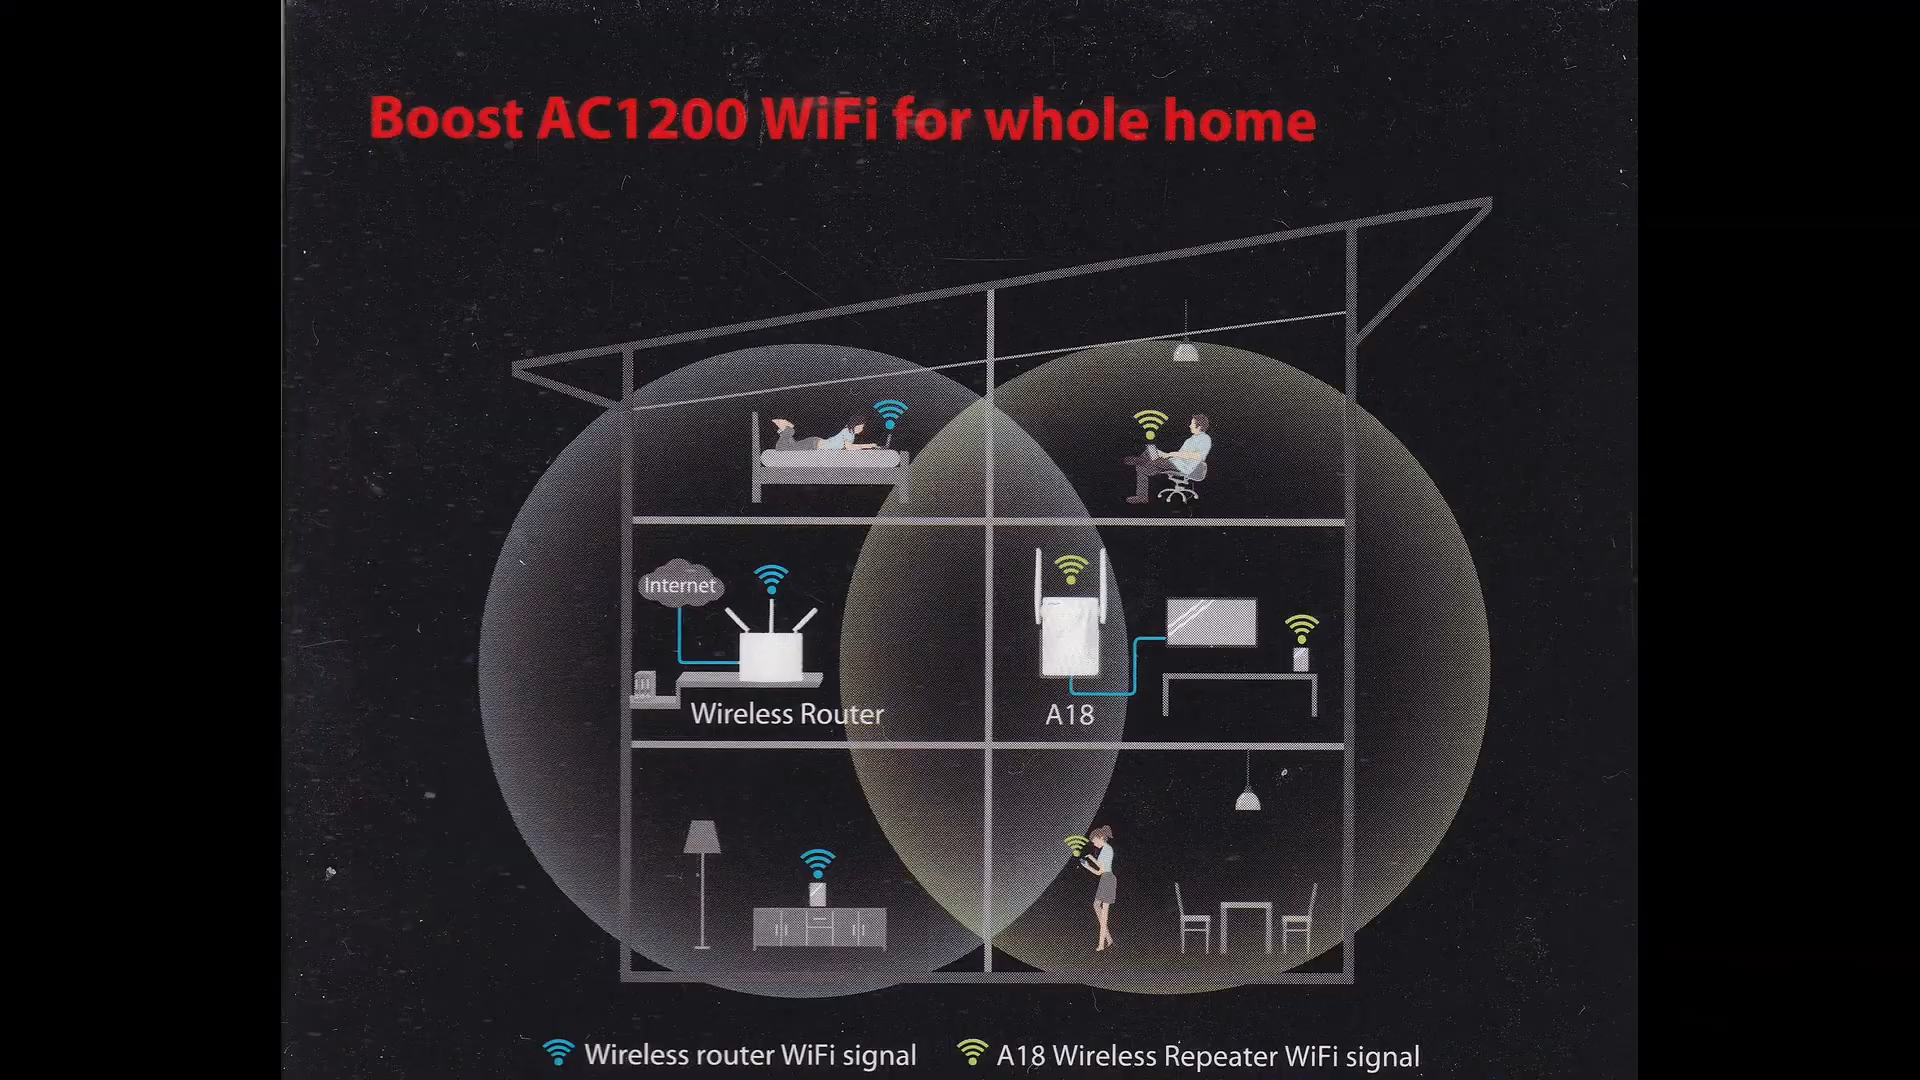 Boost AC1200 WiFi for whole home
Internet
Wireless Router
A18
Wireless router WiFi signal
A18 Wireless Repeater WiFi signal